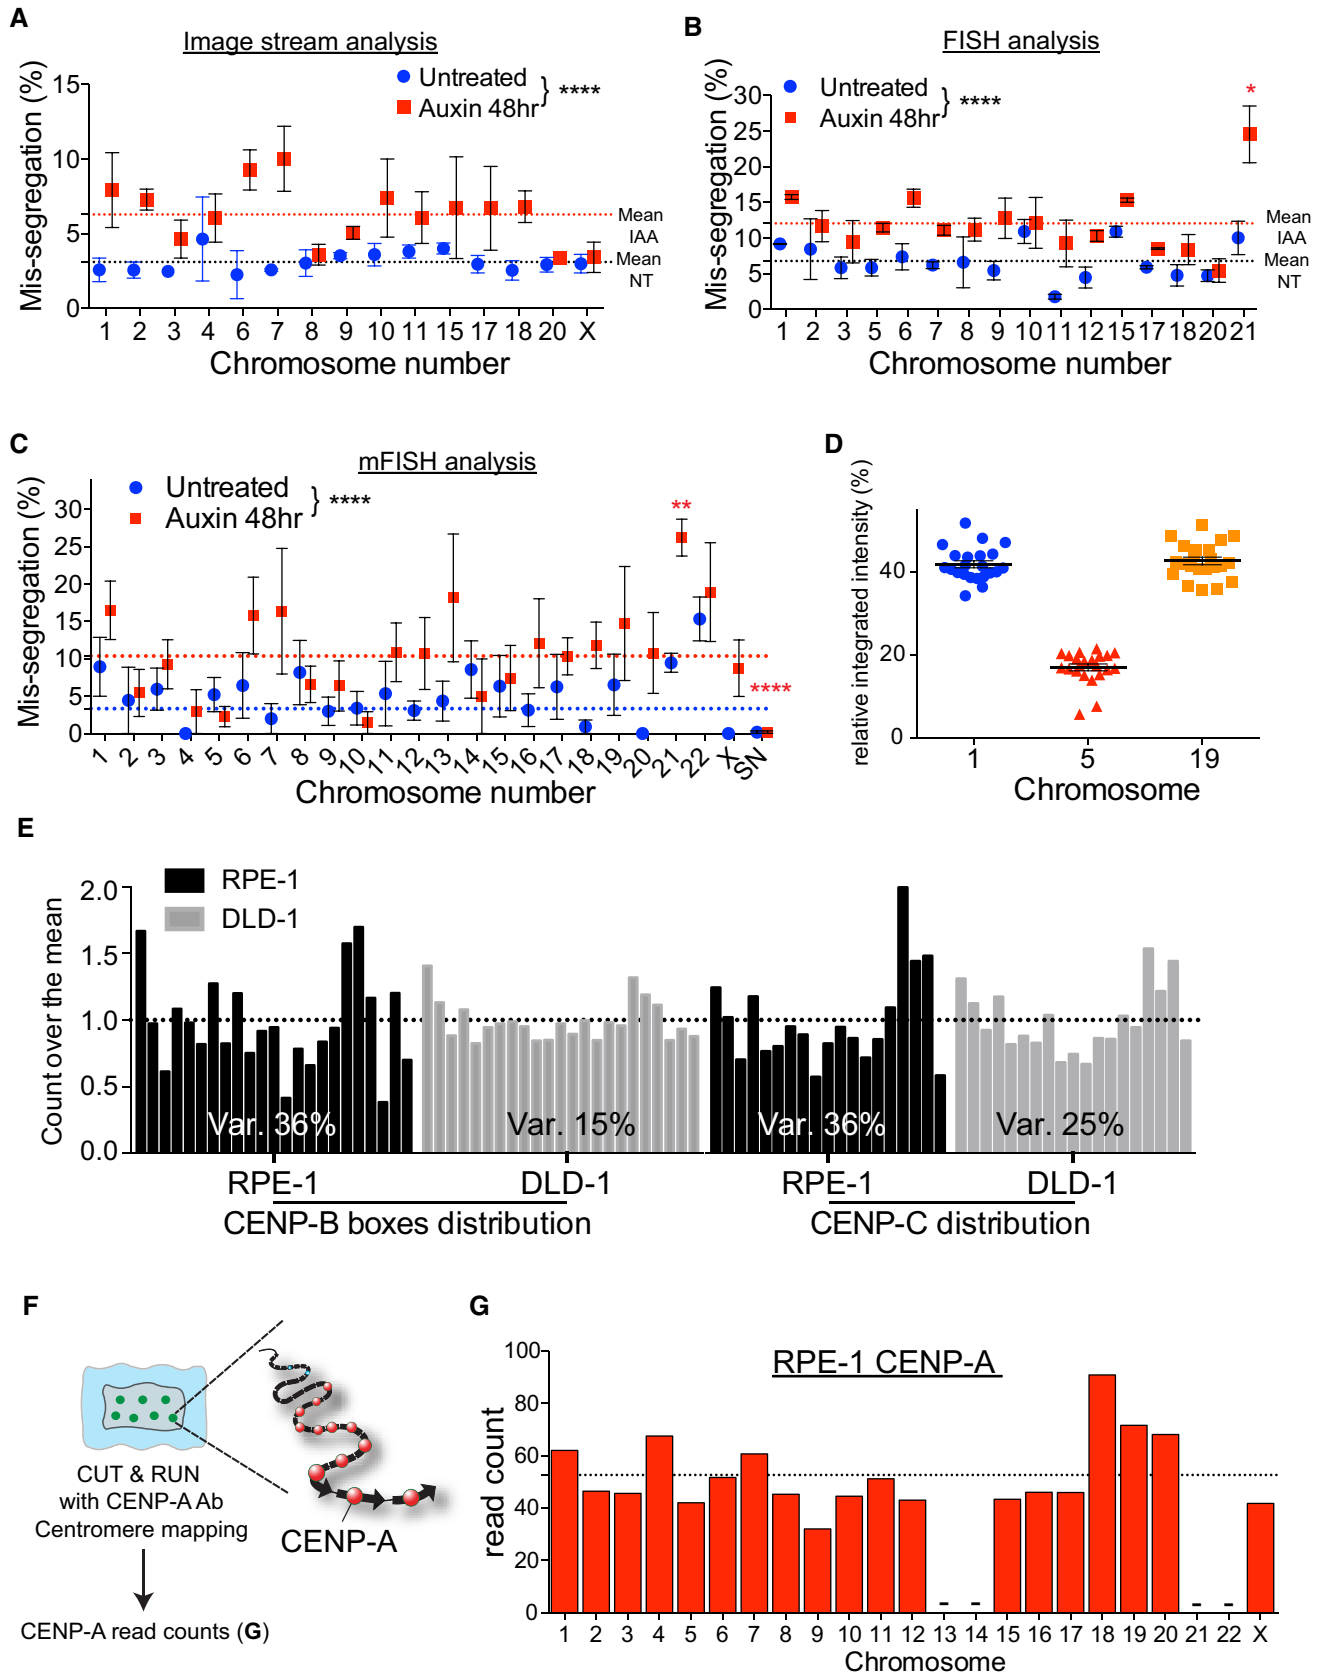 A
Image stream analysis
Untreated
Auxin 48hr
} ****
Mis-segregation (%)
15
10
5
0
Mean
IAA
Mean
NT
1 2 3 4 6 7 8 9 10 11 15 17 18 20 X
Chromosome number
B
FISH analysis
Untreated
Auxin 48hr
} ****
*
Mis-segregation (%)
30
25
20
15
10
5
0
Mean
IAA
Mean
NT
1 2 3 5 6 7 8 9 10 11 12 15 17 18 20 21
Chromosome number
C
mFISH analysis
Untreated
Auxin 48hr
} ****
**
****
Mis-segregation (%)
30
25
20
15
10
5
0
1 2 3 4 5 6 7 8 9 10 11 12 13 14 15 16 17 18 19 20 21 22 X SN
Chromosome number
D
relative integrated intensity (%)
40
20
0
1 5 19
Chromosome
E
RPE-1
DLD-1
Count over the mean
2.0
1.5
1.0
0.5
0.0
Var. 36% Var. 15% Var. 36% Var. 25%
RPE-1 DLD-1 RPE-1 DLD-1
CENP-B boxes distribution CENP-C distribution
F
CUT & RUN
with CENP-A Ab
Centromere mapping
CENP-A
CENP-A read counts (G)
G
RPE-1 CENP-A
read count
100
80
60
40
20
0
- - - -
1 2 3 4 5 6 7 8 9 10 11 12 13 14 15 16 17 18 19 20 21 22 X
Chromosome